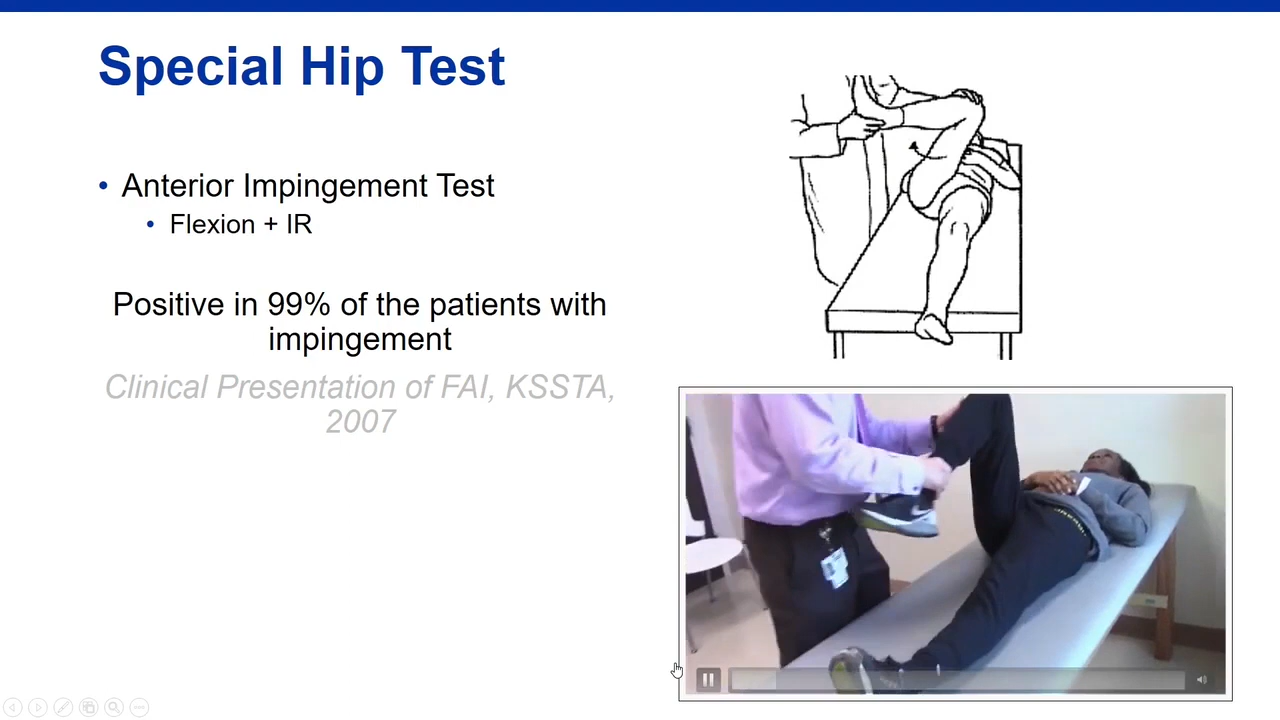 Special Hip Test
• Anterior Impingement Test
• Flexion + IR
Positive in 99% of the patients with
impingement
Clinical Presentation of FAI, KSSTA,
2007